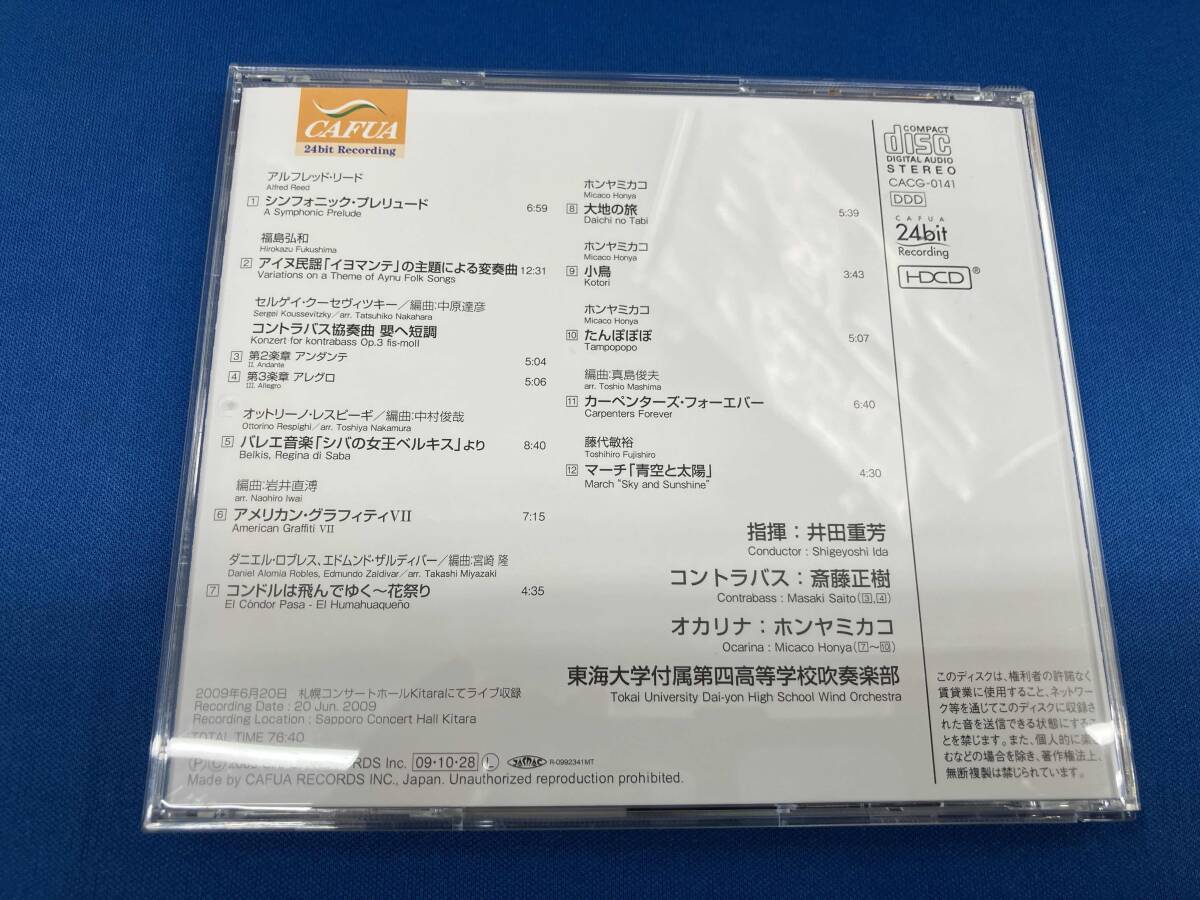 CAFUA
24bit Recording
アルフレッド・リード
Alfred Reed
1 シンフォニック・プレリュード 6:59
A Symphonic Prelude
福島弘和
Hirokazu Fukushima
2 アイヌ民謡「イヨマンテ」の主題による変奏曲 12:31
Variations on a Theme of Aynu Folk Songs
セルゲイ・クーセヴィツキー／編曲:中原達彦
Sergei Koussevitzky/arr. Tatsuhiko Nakahara
コントラバス協奏曲 嬰ヘ短調
Konzert for kontrabass Op.3 fis-moll
3 第2楽章 アンダンテ 5:04
II. Andante
4 第3楽章 アレグロ 5:06
III. Allegro
オットリーノ・レスピーギ／編曲:中村俊哉
Ottorino Respighi/arr. Toshiya Nakamura
5 バレエ音楽「シバの女王ベルキス」より 8:40
Belkis, Regina di Saba
編曲:岩井直溥
arr. Naohiro Iwai
6 アメリカン・グラフィティVII 7:15
American Graffiti VII
ダニエル・ロブレス、エドムンド・ザルディバー／編曲:宮崎 隆
Daniel Alomia Robles, Edmundo Zaldivar/arr. Takashi Miyazaki
7 コンドルは飛んでゆく〜花祭り 4:35
El Cóndor Pasa - El Humahuaqueño
ホンヤミカコ
Micaco Honya
8 大地の旅 5:39
Daichi no Tabi
ホンヤミカコ
Micaco Honya
9 小鳥 3:43
Kotori
ホンヤミカコ
Micaco Honya
10 たんぽぽぽ 5:07
Tampopopo
編曲:真島俊夫
arr. Toshio Mashima
11 カーペンターズ・フォーエバー 6:40
Carpenters Forever
藤代敏裕
Toshihiro Fujishiro
12 マーチ「青空と太陽」 4:30
March "Sky and Sunshine"
指揮：井田重芳
Conductor : Shigeyoshi Ida
コントラバス：斎藤正樹
Contrabass : Masaki Saito(3,4)
オカリナ：ホンヤミカコ
Ocarina : Micaco Honya(7〜10)
東海大学付属第四高等学校吹奏楽部
Tokai University Dai-yon High School Wind Orchestra
2009年6月20日 札幌コンサートホールKitaraにてライブ収録
Recording Date : 20 Jun. 2009
Recording Location : Sapporo Concert Hall Kitara
TOTAL TIME 76:40
RECORDS Inc. 09・10・28 L JASRAC R-0992341MT
Made by CAFUA RECORDS INC., Japan. Unauthorized reproduction prohibited.
COMPACT
disc
DIGITAL AUDIO
STEREO
CACG-0141
DDD
CAFUA
24bit
Recording
HDCD®
このディスクは、権利者の許諾なく
賃貸業に使用すること、ネットワー
ク等を通じてこのディスクに収録さ
れた音を送信できる状態にするこ
とを禁じます。また、個人的に楽し
むなどの場合を除き、著作権法上、
無断複製は禁じられています。